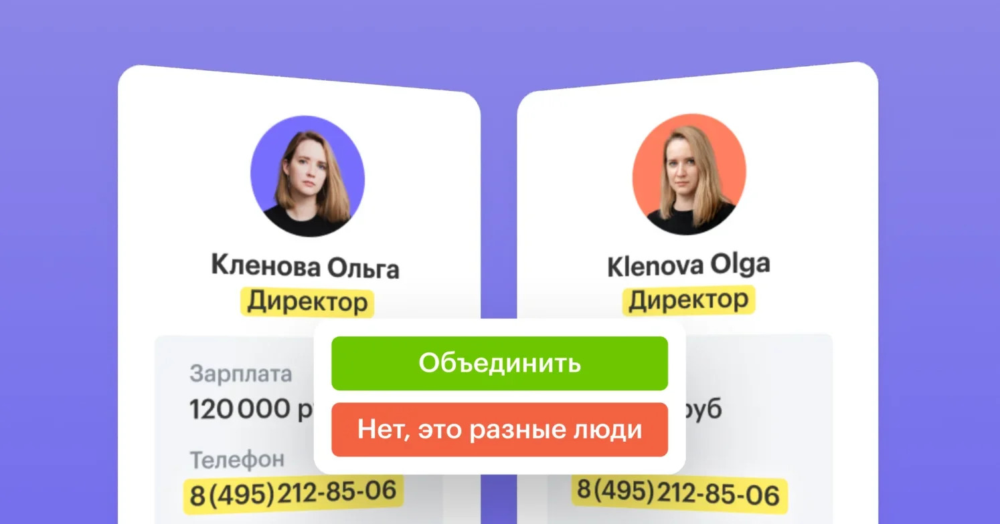 Кленова Ольга
Директор
Зарплата
120 000
Телефон
8(495)212-85-06
Klenova Olga
Директор
руб
8(495)212-85-06
Объединить
Нет, это разные люди